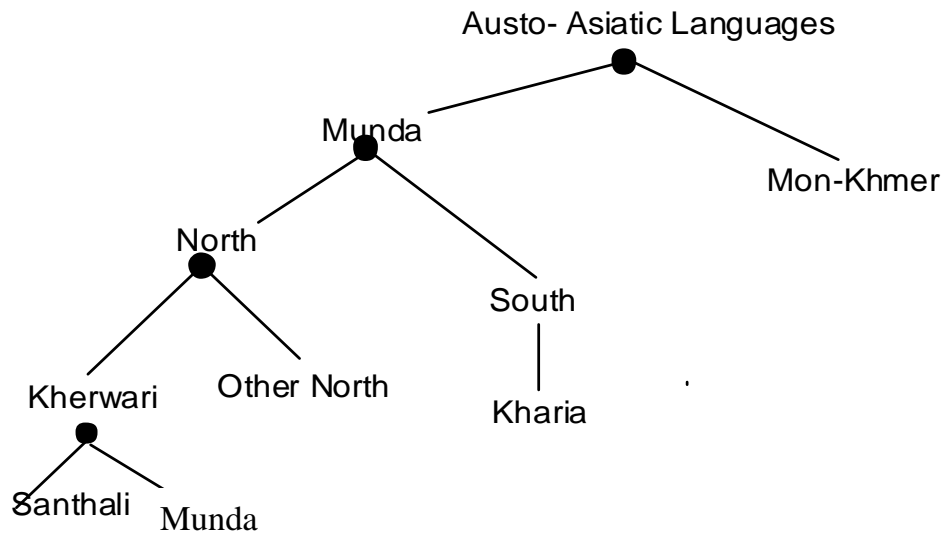 Austo- Asiatic Languages
Munda
Mon-Khmer
North
South
Kherwari
Other North
Kharia
Santhali
Munda